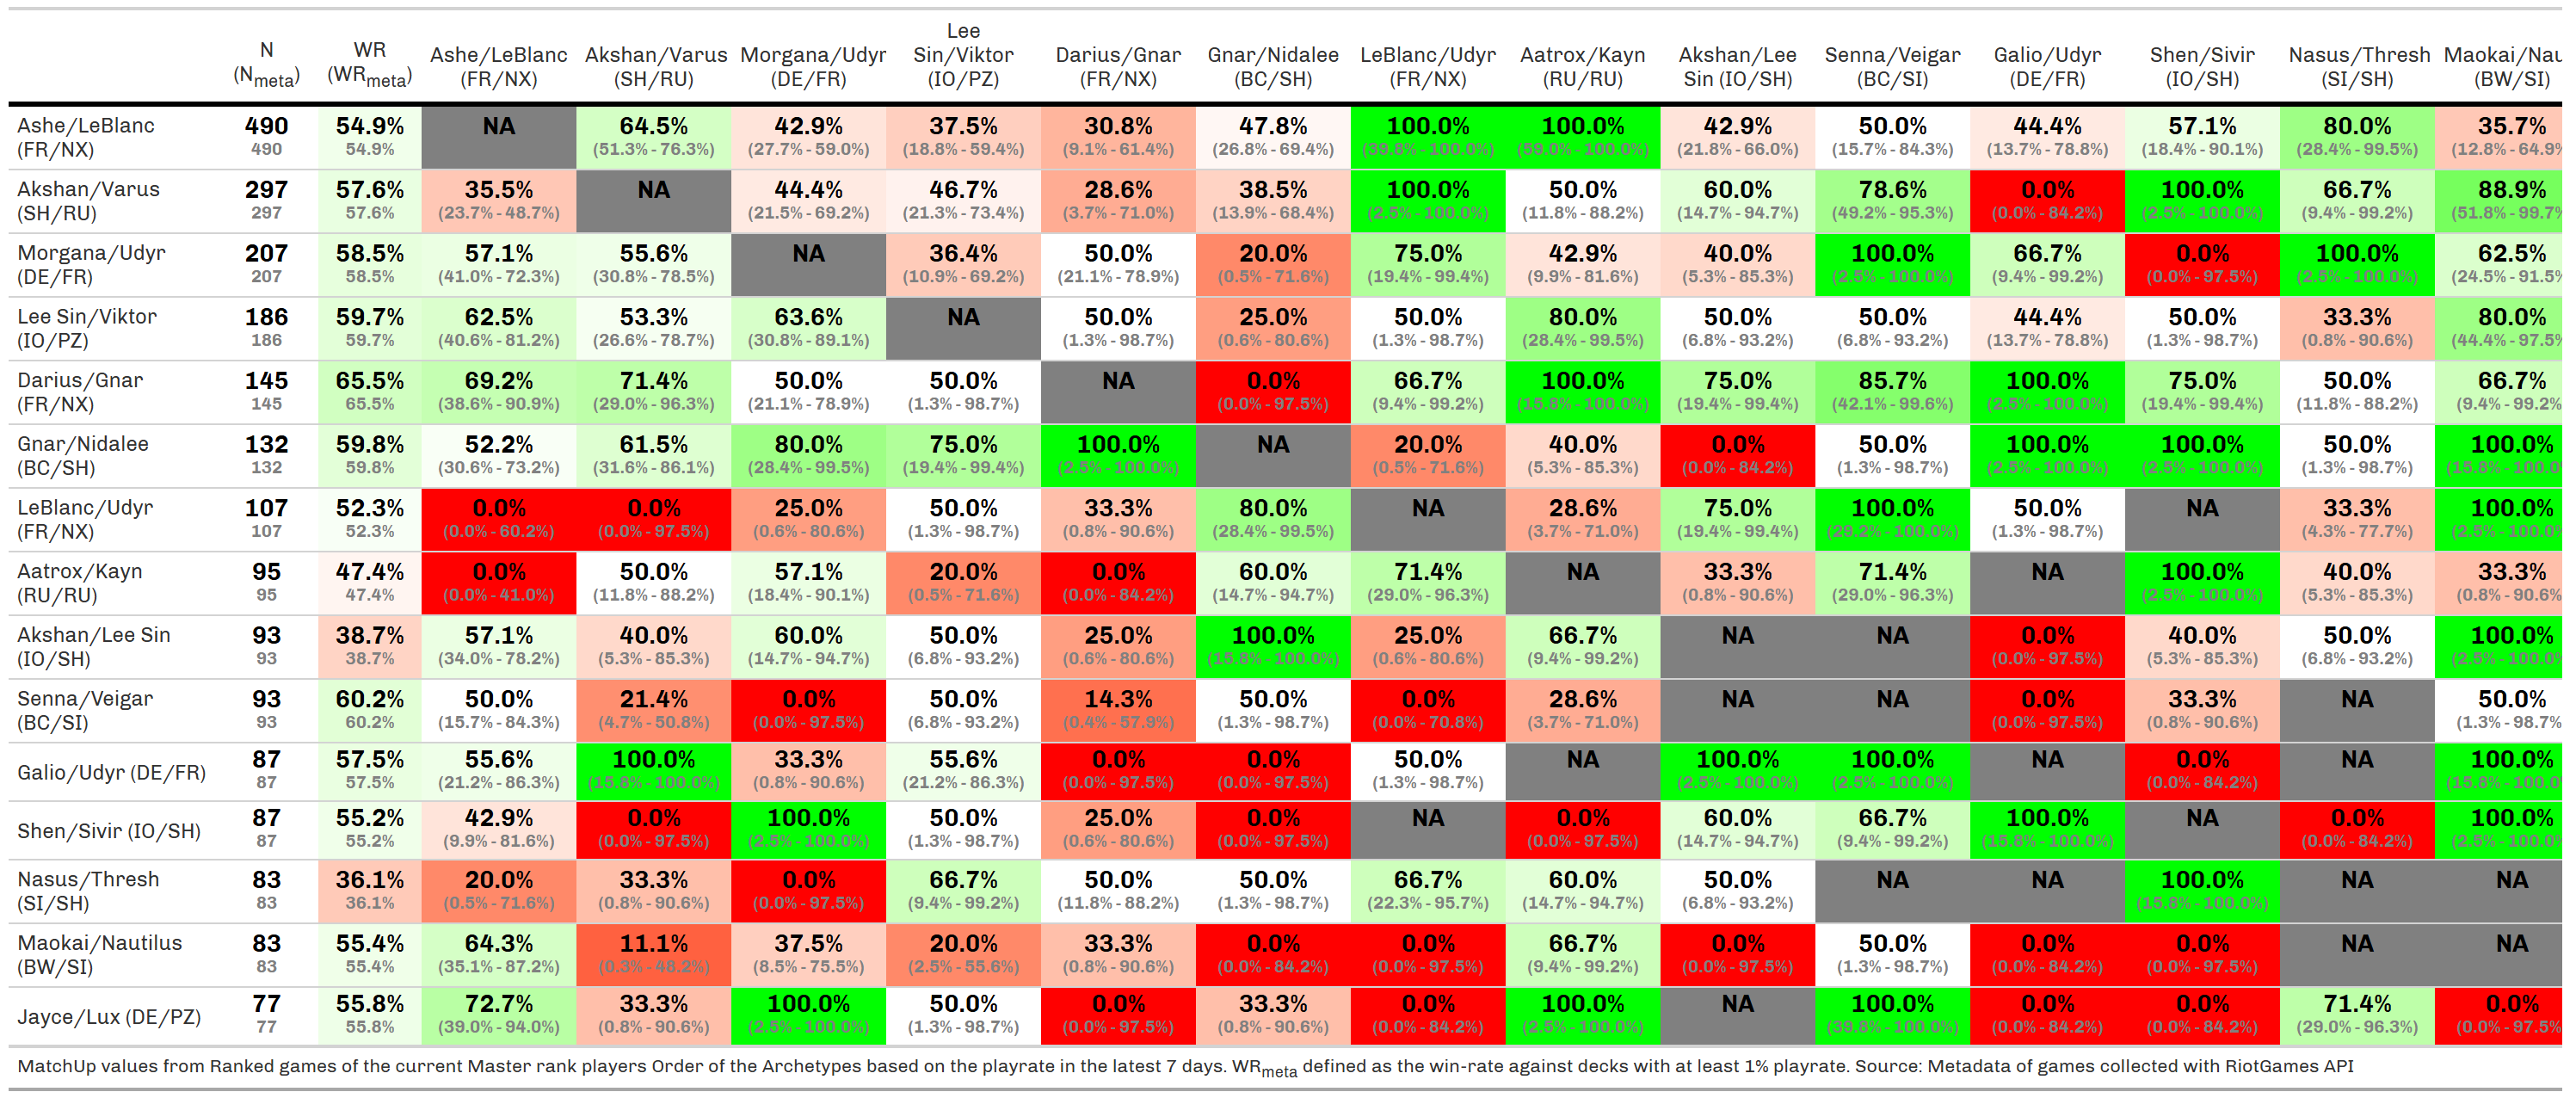 N WR Ashe/LeBlanc Akshan/Varus Morgana/Udyr Lee Sin/Viktor Darius/Gnar Gnar/Nidalee LeBlanc/Udyr Aatrox/Kayn Akshan/Lee Senna/Veigar Galio/Udyr Shen/Sivir Nasus/Thresh Maokai/Nau
(Nmeta) (WRmeta) (FR/NX) (SH/RU) (DE/FR) (IO/PZ) (FR/NX) (BC/SH) (FR/NX) (RU/RU) Sin (IO/SH) (BC/SI) (DE/FR) (IO/SH) (SI/SH) (BW/SI)
Ashe/LeBlanc 490 54.9% NA 64.5% 42.9% 37.5% 30.8% 47.8% 100.0% 100.0% 42.9% 50.0% 44.4% 57.1% 80.0% 35.7%
(FR/NX) 490 54.9% (51.3% - 76.3%) (27.7% - 59.0%) (18.8% - 59.4%) (9.1% - 61.4%) (26.8% - 69.4%) (39.8% - 100.0%) (59.0% - 100.0%) (21.8% - 66.0%) (15.7% - 84.3%) (13.7% - 78.8%) (18.4% - 90.1%) (28.4% - 99.5%) (12.8% - 64.9%
Akshan/Varus 297 57.6% 35.5% NA 44.4% 46.7% 28.6% 38.5% 100.0% 50.0% 60.0% 78.6% 0.0% 100.0% 66.7% 88.9%
(SH/RU) 297 57.6% (23.7% - 48.7%) (21.5% - 69.2%) (21.3% - 73.4%) (3.7% - 71.0%) (13.9% - 68.4%) (2.5% - 100.0%) (11.8% - 88.2%) (14.7% - 94.7%) (49.2% - 95.3%) (0.0% - 84.2%) (2.5% - 100.0%) (9.4% - 99.2%) (51.8% - 99.7%
Morgana/Udyr 207 58.5% 57.1% 55.6% NA 36.4% 50.0% 20.0% 75.0% 42.9% 40.0% 100.0% 66.7% 0.0% 100.0% 62.5%
(DE/FR) 207 58.5% (41.0% - 72.3%) (30.8% - 78.5%) (10.9% - 69.2%) (21.1% - 78.9%) (0.5% - 71.6%) (19.4% - 99.4%) (9.9% - 81.6%) (5.3% - 85.3%) (2.5% - 100.0%) (9.4% - 99.2%) (0.0% - 97.5%) (2.5% - 100.0%) (24.5% - 91.5%
Lee Sin/Viktor 186 59.7% 62.5% 53.3% 63.6% NA 50.0% 25.0% 50.0% 80.0% 50.0% 50.0% 44.4% 50.0% 33.3% 80.0%
(IO/PZ) 186 59.7% (40.6% - 81.2%) (26.6% - 78.7%) (30.8% - 89.1%) (1.3% - 98.7%) (0.6% - 80.6%) (1.3% - 98.7%) (28.4% - 99.5%) (6.8% - 93.2%) (6.8% - 93.2%) (13.7% - 78.8%) (1.3% - 98.7%) (0.8% - 90.6%) (44.4% - 97.5%
Darius/Gnar 145 65.5% 69.2% 71.4% 50.0% 50.0% NA 0.0% 66.7% 100.0% 75.0% 85.7% 100.0% 75.0% 50.0% 66.7%
(FR/NX) 145 65.5% (38.6% - 90.9%) (29.0% - 96.3%) (21.1% - 78.9%) (1.3% - 98.7%) (0.0% - 97.5%) (9.4% - 99.2%) (15.8% - 100.0%) (19.4% - 99.4%) (42.1% - 99.6%) (2.5% - 100.0%) (19.4% - 99.4%) (11.8% - 88.2%) (9.4% - 99.2%
Gnar/Nidalee 132 59.8% 52.2% 61.5% 80.0% 75.0% 100.0% NA 20.0% 40.0% 0.0% 50.0% 100.0% 100.0% 50.0% 100.0%
(BC/SH) 132 59.8% (30.6% - 73.2%) (31.6% - 86.1%) (28.4% - 99.5%) (19.4% - 99.4%) (2.5% - 100.0%) (0.5% - 71.6%) (5.3% - 85.3%) (0.0% - 84.2%) (1.3% - 98.7%) (2.5% - 100.0%) (2.5% - 100.0%) (1.3% - 98.7%) (15.8% - 100.0
LeBlanc/Udyr 107 52.3% 0.0% 0.0% 25.0% 50.0% 33.3% 80.0% NA 28.6% 75.0% 100.0% 50.0% NA 33.3% 100.0%
(FR/NX) 107 52.3% (0.0% - 60.2%) (0.0% - 97.5%) (0.6% - 80.6%) (1.3% - 98.7%) (0.8% - 90.6%) (28.4% - 99.5%) (3.7% - 71.0%) (19.4% - 99.4%) (29.2% - 100.0%) (1.3% - 98.7%) (4.3% - 77.7%) (2.5% - 100.0%
Aatrox/Kayn 95 47.4% 0.0% 50.0% 57.1% 20.0% 0.0% 60.0% 71.4% NA 33.3% 71.4% NA 100.0% 40.0% 33.3%
(RU/RU) 95 47.4% (0.0% - 41.0%) (11.8% - 88.2%) (18.4% - 90.1%) (0.5% - 71.6%) (0.0% - 84.2%) (14.7% - 94.7%) (29.0% - 96.3%) (0.8% - 90.6%) (29.0% - 96.3%) (2.5% - 100.0%) (5.3% - 85.3%) (0.8% - 90.6%
Akshan/Lee Sin 93 38.7% 57.1% 40.0% 60.0% 50.0% 25.0% 100.0% 25.0% 66.7% NA NA 0.0% 40.0% 50.0% 100.0%
(IO/SH) 93 38.7% (34.0% - 78.2%) (5.3% - 85.3%) (14.7% - 94.7%) (6.8% - 93.2%) (0.6% - 80.6%) (15.8% - 100.0%) (0.6% - 80.6%) (9.4% - 99.2%) (0.0% - 97.5%) (5.3% - 85.3%) (6.8% - 93.2%) (2.5% - 100.0%
Senna/Veigar 93 60.2% 50.0% 21.4% 0.0% 50.0% 14.3% 50.0% 0.0% 28.6% NA NA 0.0% 33.3% NA 50.0%
(BC/SI) 93 60.2% (15.7% - 84.3%) (4.7% - 50.8%) (0.0% - 97.5%) (6.8% - 93.2%) (0.4% - 57.9%) (1.3% - 98.7%) (0.0% - 70.8%) (3.7% - 71.0%) (0.0% - 97.5%) (0.8% - 90.6%) (1.3% - 98.7%
Galio/Udyr (DE/FR) 87 57.5% 55.6% 100.0% 33.3% 55.6% 0.0% 0.0% 50.0% NA 100.0% 100.0% NA 0.0% NA 100.0%
87 57.5% (21.2% - 86.3%) (15.8% - 100.0%) (0.8% - 90.6%) (21.2% - 86.3%) (0.0% - 97.5%) (0.0% - 97.5%) (1.3% - 98.7%) (2.5% - 100.0%) (2.5% - 100.0%) (0.0% - 84.2%) (15.8% - 100.0
Shen/Sivir (IO/SH) 87 55.2% 42.9% 0.0% 100.0% 50.0% 25.0% 0.0% NA 0.0% 60.0% 66.7% 100.0% NA 0.0% 100.0%
87 55.2% (9.9% - 81.6%) (0.0% - 97.5%) (2.5% - 100.0%) (1.3% - 98.7%) (0.6% - 80.6%) (0.0% - 97.5%) (0.0% - 97.5%) (14.7% - 94.7%) (9.4% - 99.2%) (15.8% - 100.0%) (0.0% - 84.2%) (2.5% - 100.0%
Nasus/Thresh 83 36.1% 20.0% 33.3% 0.0% 66.7% 50.0% 50.0% 66.7% 60.0% 50.0% NA NA 100.0% NA NA
(SI/SH) 83 36.1% (0.5% - 71.6%) (0.8% - 90.6%) (0.0% - 97.5%) (9.4% - 99.2%) (11.8% - 88.2%) (1.3% - 98.7%) (22.3% - 95.7%) (14.7% - 94.7%) (6.8% - 93.2%) (15.8% - 100.0%)
Maokai/Nautilus 83 55.4% 64.3% 11.1% 37.5% 20.0% 33.3% 0.0% 0.0% 66.7% 0.0% 50.0% 0.0% 0.0% NA NA
(BW/SI) 83 55.4% (35.1% - 87.2%) (0.3% - 48.2%) (8.5% - 75.5%) (2.5% - 55.6%) (0.8% - 90.6%) (0.0% - 84.2%) (0.0% - 97.5%) (9.4% - 99.2%) (0.0% - 97.5%) (1.3% - 98.7%) (0.0% - 84.2%) (0.0% - 97.5%)
Jayce/Lux (DE/PZ) 77 55.8% 72.7% 33.3% 100.0% 50.0% 0.0% 33.3% 0.0% 100.0% NA 100.0% 0.0% 0.0% 71.4% 0.0%
77 55.8% (39.0% - 94.0%) (0.8% - 90.6%) (2.5% - 100.0%) (1.3% - 98.7%) (0.0% - 97.5%) (0.8% - 90.6%) (0.0% - 84.2%) (2.5% - 100.0%) (39.8% - 100.0%) (0.0% - 84.2%) (0.0% - 84.2%) (29.0% - 96.3%) (0.0% - 97.5%
MatchUp values from Ranked games of the current Master rank players Order of the Archetypes based on the playrate in the latest 7 days. WRmeta defined as the win-rate against decks with at least 1% playrate. Source: Metadata of games collected with RiotGames API